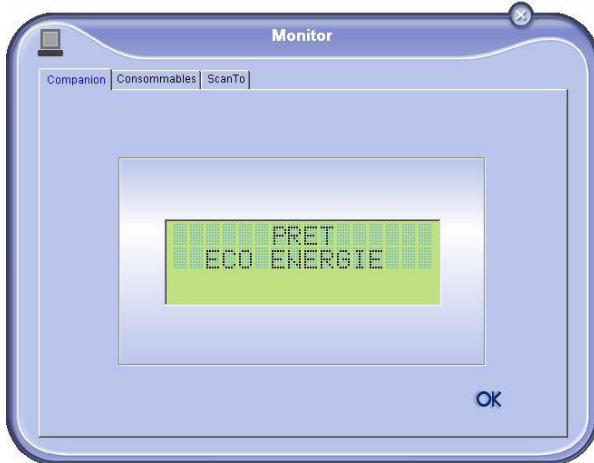 Monitor
Companion Consommables ScanTo
PRET
ECO ENERGIE
OK